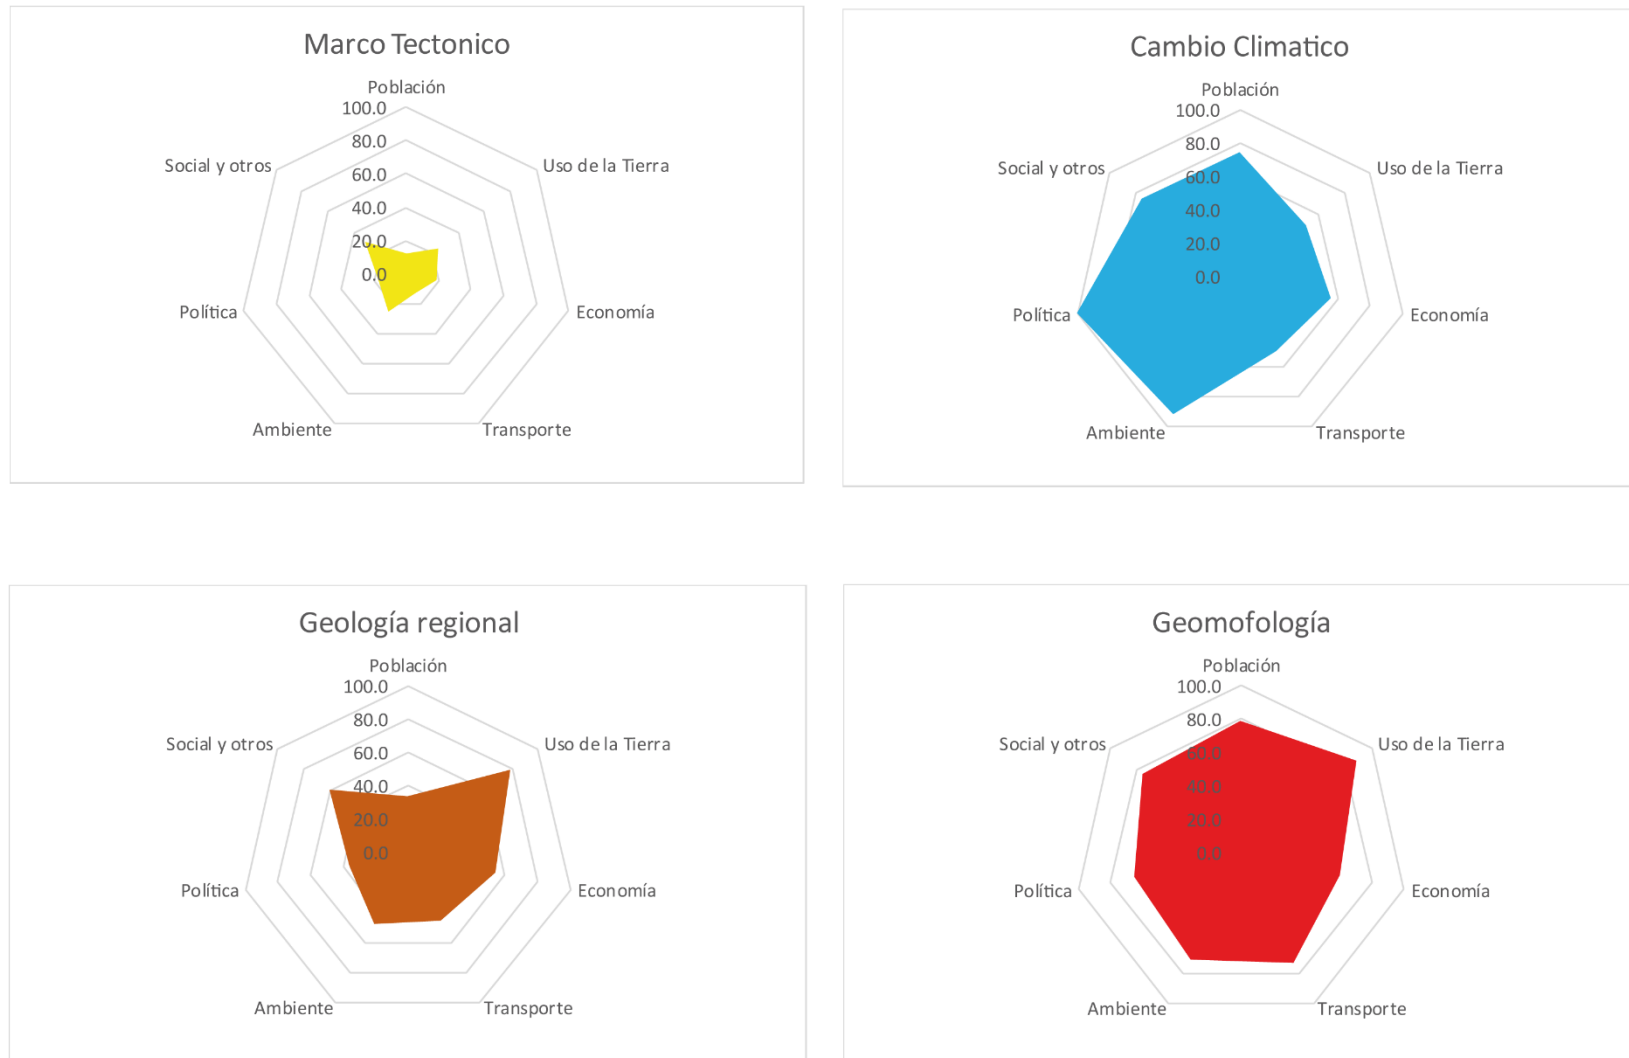 Marco Tectonico
Población
100.0
80.0
60.0
40.0
20.0
0.0
Social y otros
Uso de la Tierra
Política
Economía
Ambiente
Transporte
Cambio Climatico
Población
100.0
80.0
60.0
40.0
20.0
0.0
Social y otros
Uso de la Tierra
Política
Economía
Ambiente
Transporte
Geología regional
Población
100.0
80.0
60.0
40.0
20.0
0.0
Social y otros
Uso de la Tierra
Política
Economía
Ambiente
Transporte
Geomofología
Población
100.0
80.0
60.0
40.0
20.0
0.0
Social y otros
Uso de la Tierra
Política
Economía
Ambiente
Transporte